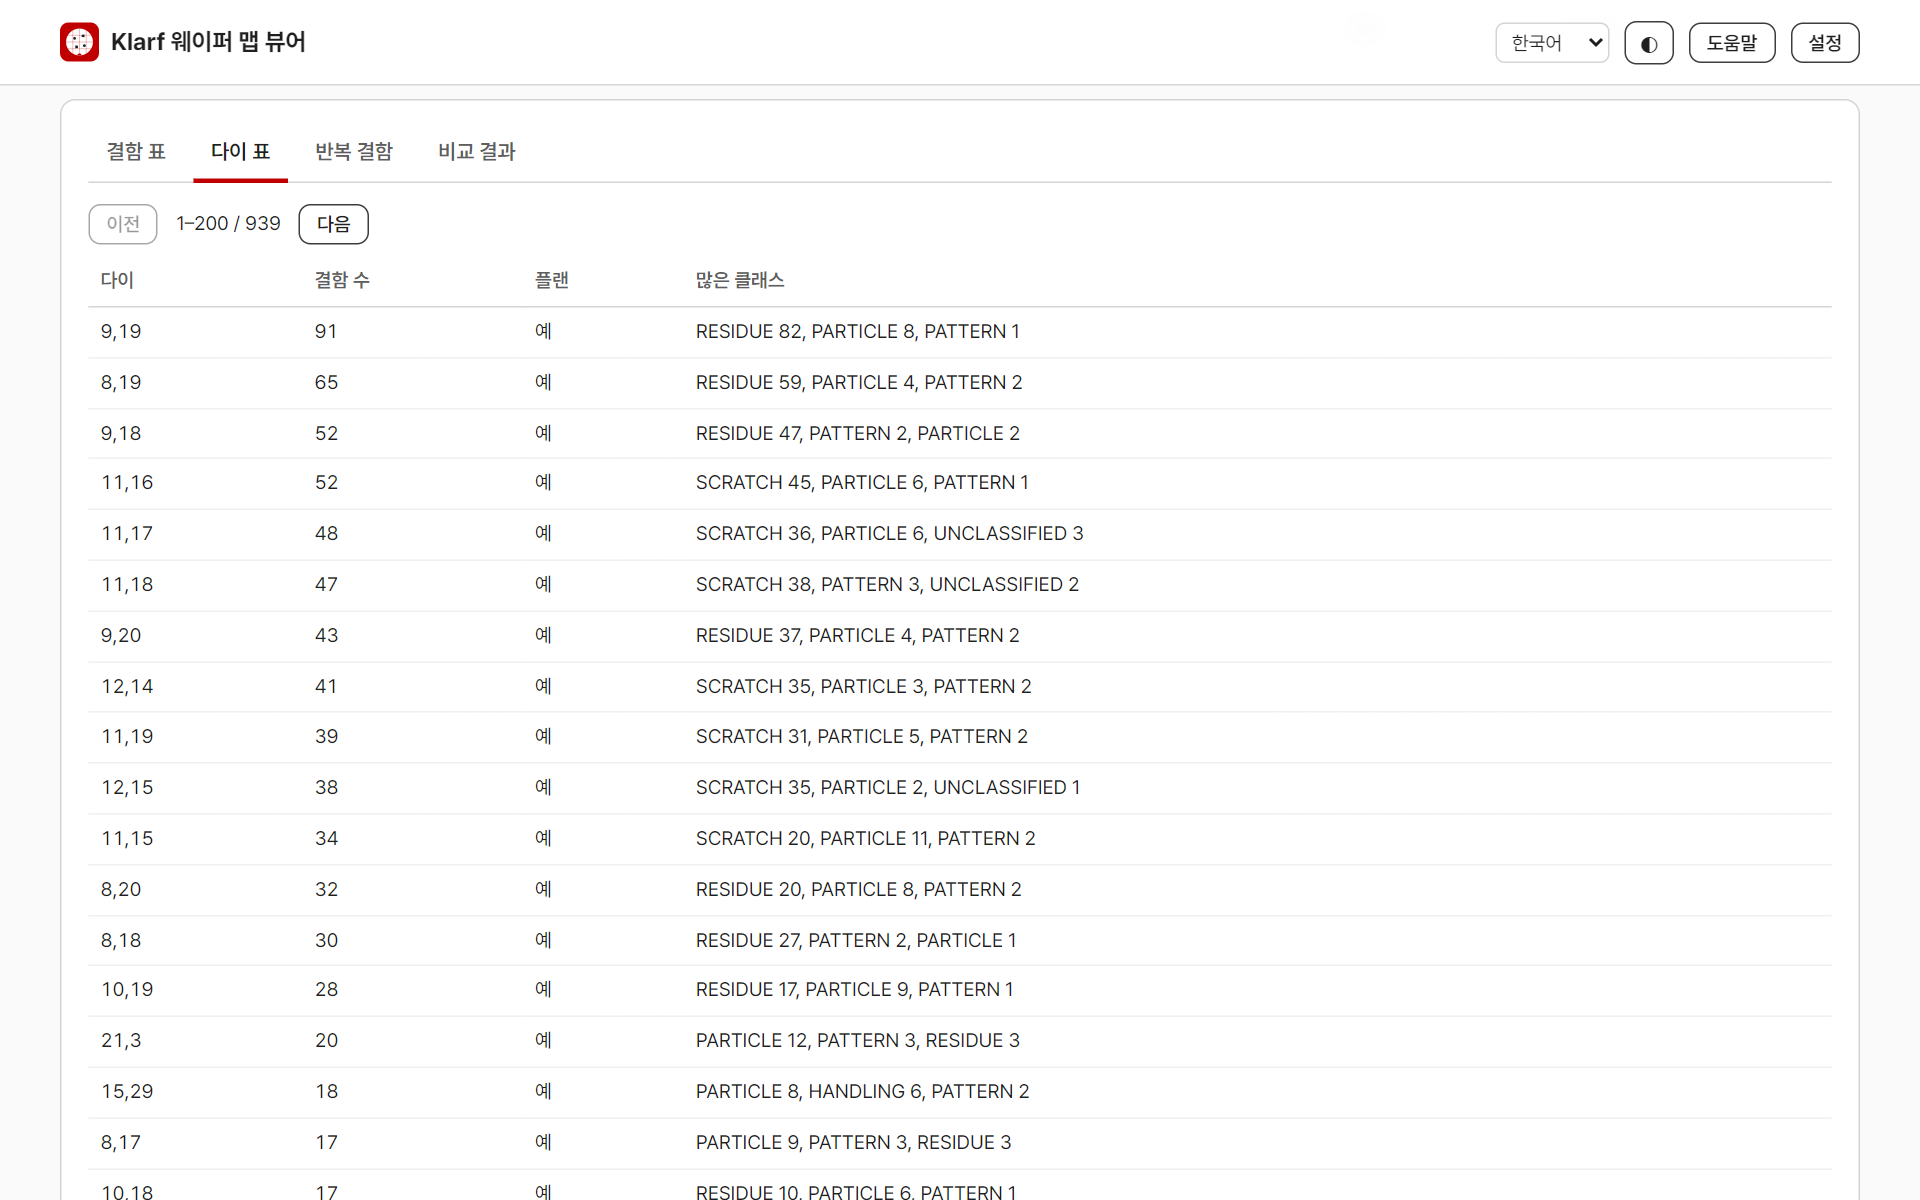 Klarf 웨이퍼 맵 뷰어
한국어
도움말
설정
결함 표
다이 표
반복 결함
비교 결과
이전
1–200 / 939
다음
다이 결함 수 플랜 많은 클래스
9,19 91 예 RESIDUE 82, PARTICLE 8, PATTERN 1
8,19 65 예 RESIDUE 59, PARTICLE 4, PATTERN 2
9,18 52 예 RESIDUE 47, PATTERN 2, PARTICLE 2
11,16 52 예 SCRATCH 45, PARTICLE 6, PATTERN 1
11,17 48 예 SCRATCH 36, PARTICLE 6, UNCLASSIFIED 3
11,18 47 예 SCRATCH 38, PATTERN 3, UNCLASSIFIED 2
9,20 43 예 RESIDUE 37, PARTICLE 4, PATTERN 2
12,14 41 예 SCRATCH 35, PARTICLE 3, PATTERN 2
11,19 39 예 SCRATCH 31, PARTICLE 5, PATTERN 2
12,15 38 예 SCRATCH 35, PARTICLE 2, UNCLASSIFIED 1
11,15 34 예 SCRATCH 20, PARTICLE 11, PATTERN 2
8,20 32 예 RESIDUE 20, PARTICLE 8, PATTERN 2
8,18 30 예 RESIDUE 27, PATTERN 2, PARTICLE 1
10,19 28 예 RESIDUE 17, PARTICLE 9, PATTERN 1
21,3 20 예 PARTICLE 12, PATTERN 3, RESIDUE 3
15,29 18 예 PARTICLE 8, HANDLING 6, PATTERN 2
8,17 17 예 PARTICLE 9, PATTERN 3, RESIDUE 3
10,18 17 예 RESIDUE 10, PARTICLE 6, PATTERN 1